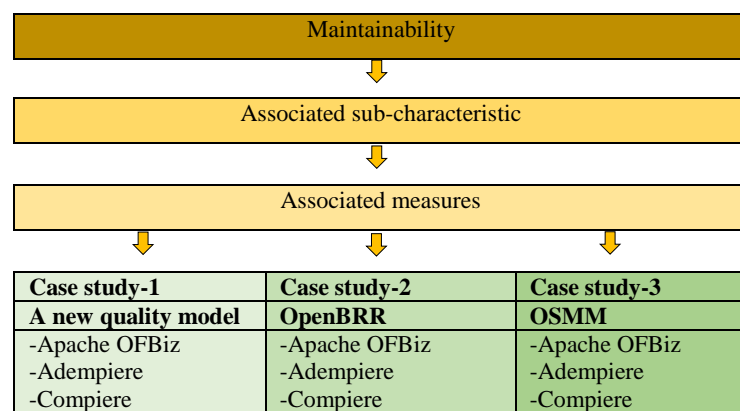 Maintainability
Associated sub-characteristic
Associated measures
Case study-1 Case study-2 Case study-3
A new quality model OpenBRR OSMM
-Apache OFBiz -Apache OFBiz -Apache OFBiz
-Adempiere -Adempiere -Adempiere
-Compiere -Compiere -Compiere